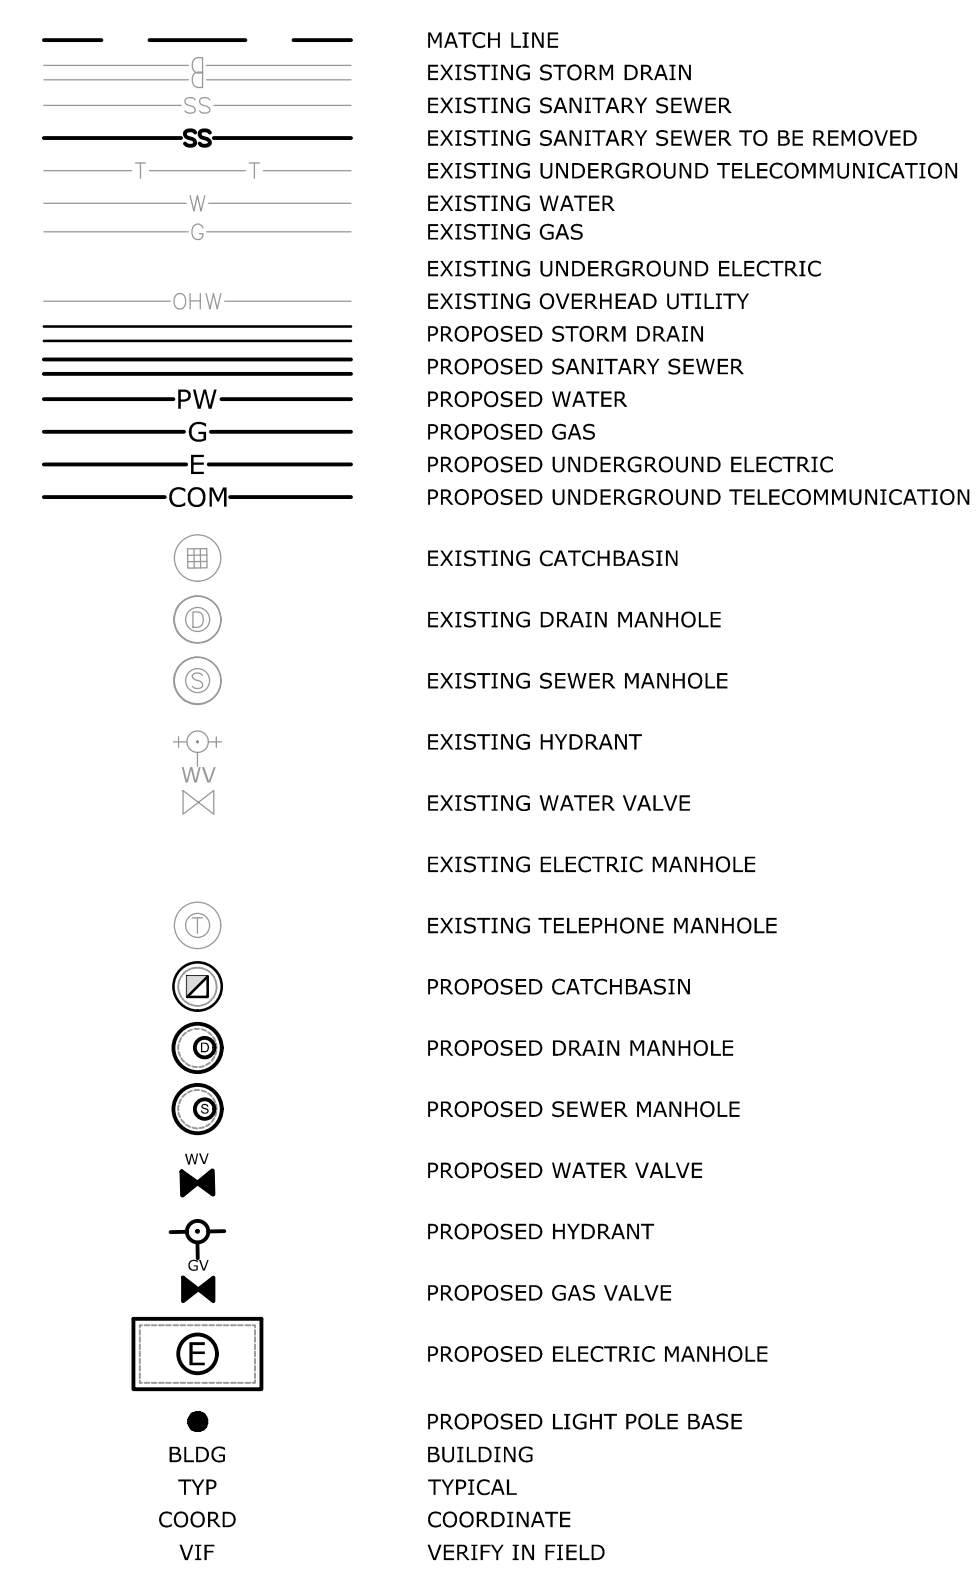 MATCH LINE
D EXISTING STORM DRAIN
SS EXISTING SANITARY SEWER
SS EXISTING SANITARY SEWER TO BE REMOVED
T T EXISTING UNDERGROUND TELECOMMUNICATION
W EXISTING WATER
G EXISTING GAS
EXISTING UNDERGROUND ELECTRIC
OHW EXISTING OVERHEAD UTILITY
PROPOSED STORM DRAIN
PROPOSED SANITARY SEWER
PW PROPOSED WATER
G PROPOSED GAS
E PROPOSED UNDERGROUND ELECTRIC
COM PROPOSED UNDERGROUND TELECOMMUNICATION
EXISTING CATCHBASIN
D EXISTING DRAIN MANHOLE
S EXISTING SEWER MANHOLE
EXISTING HYDRANT
WV
EXISTING WATER VALVE
EXISTING ELECTRIC MANHOLE
T EXISTING TELEPHONE MANHOLE
PROPOSED CATCHBASIN
D PROPOSED DRAIN MANHOLE
S PROPOSED SEWER MANHOLE
WV
PROPOSED WATER VALVE
PROPOSED HYDRANT
GV
PROPOSED GAS VALVE
E PROPOSED ELECTRIC MANHOLE
PROPOSED LIGHT POLE BASE
BLDG BUILDING
TYP TYPICAL
COORD COORDINATE
VIF VERIFY IN FIELD